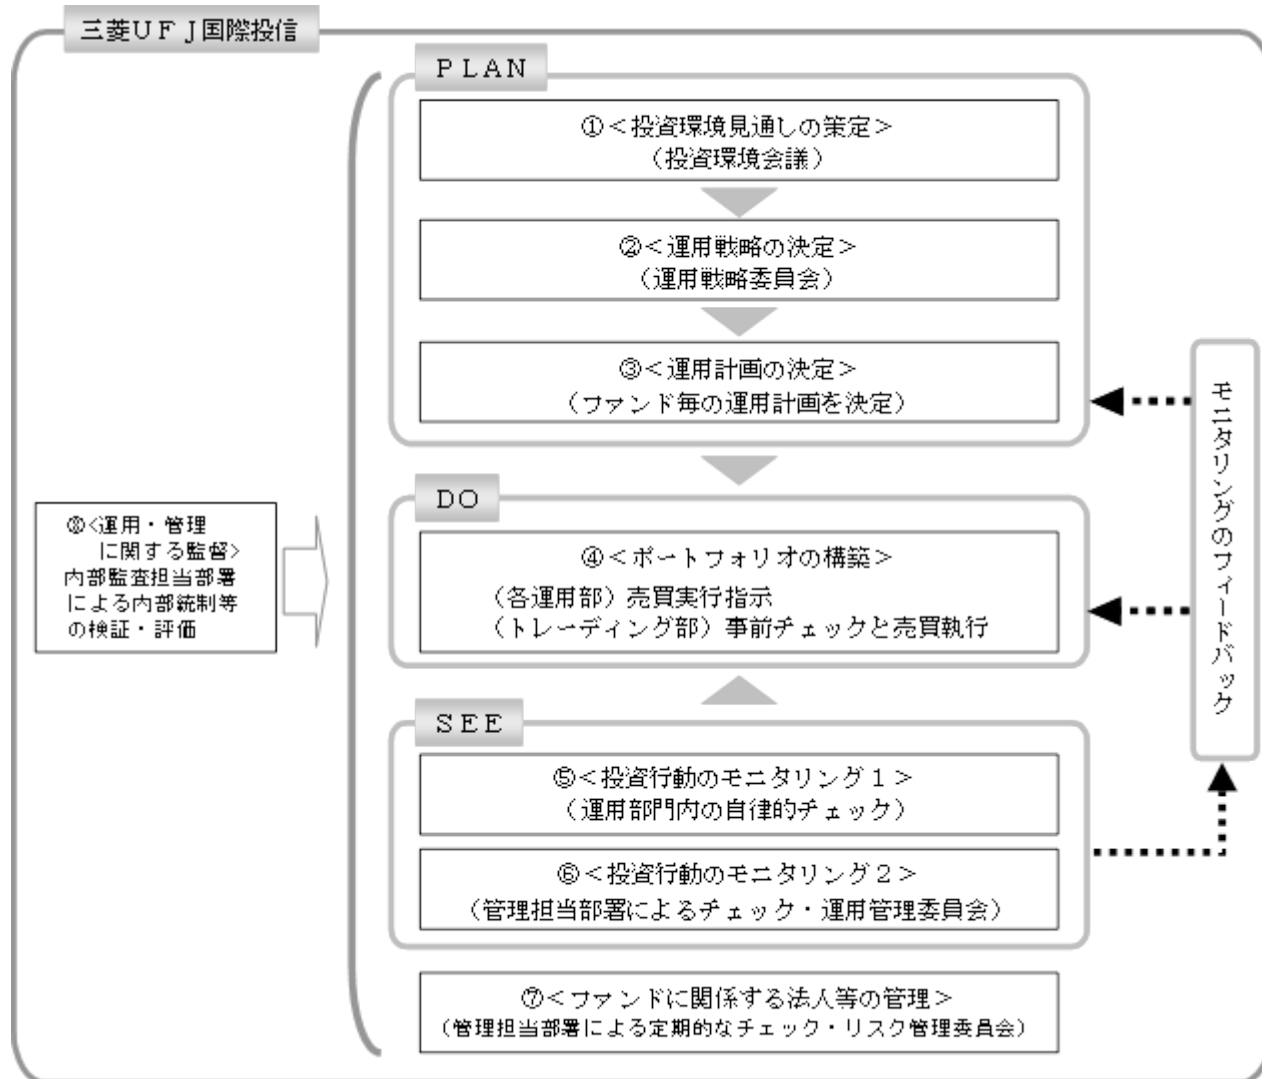 三菱ＵＦＪ国際投信
ＰＬＡＮ
①＜投資環境見通しの策定＞
（投資環境会議）
②＜運用戦略の決定＞
（運用戦略委員会）
③＜運用計画の決定＞
（ファンド毎の運用計画を決定）
ＤＯ
④＜ポートフォリオの構築＞
（各運用部）売買実行指示
（トレーディング部）事前チェックと売買執行
ＳＥＥ
⑤＜投資行動のモニタリング１＞
（運用部門内の自律的チェック）
⑥＜投資行動のモニタリング２＞
（管理担当部署によるチェック・運用管理委員会）
⑦＜ファンドに関係する法人等の管理＞
（管理担当部署による定期的なチェック・リスク管理委員会）
⑧＜運用・管理
に関する監督＞
内部監査担当部署
による内部統制等
の検証・評価
モニタリングのフィードバック